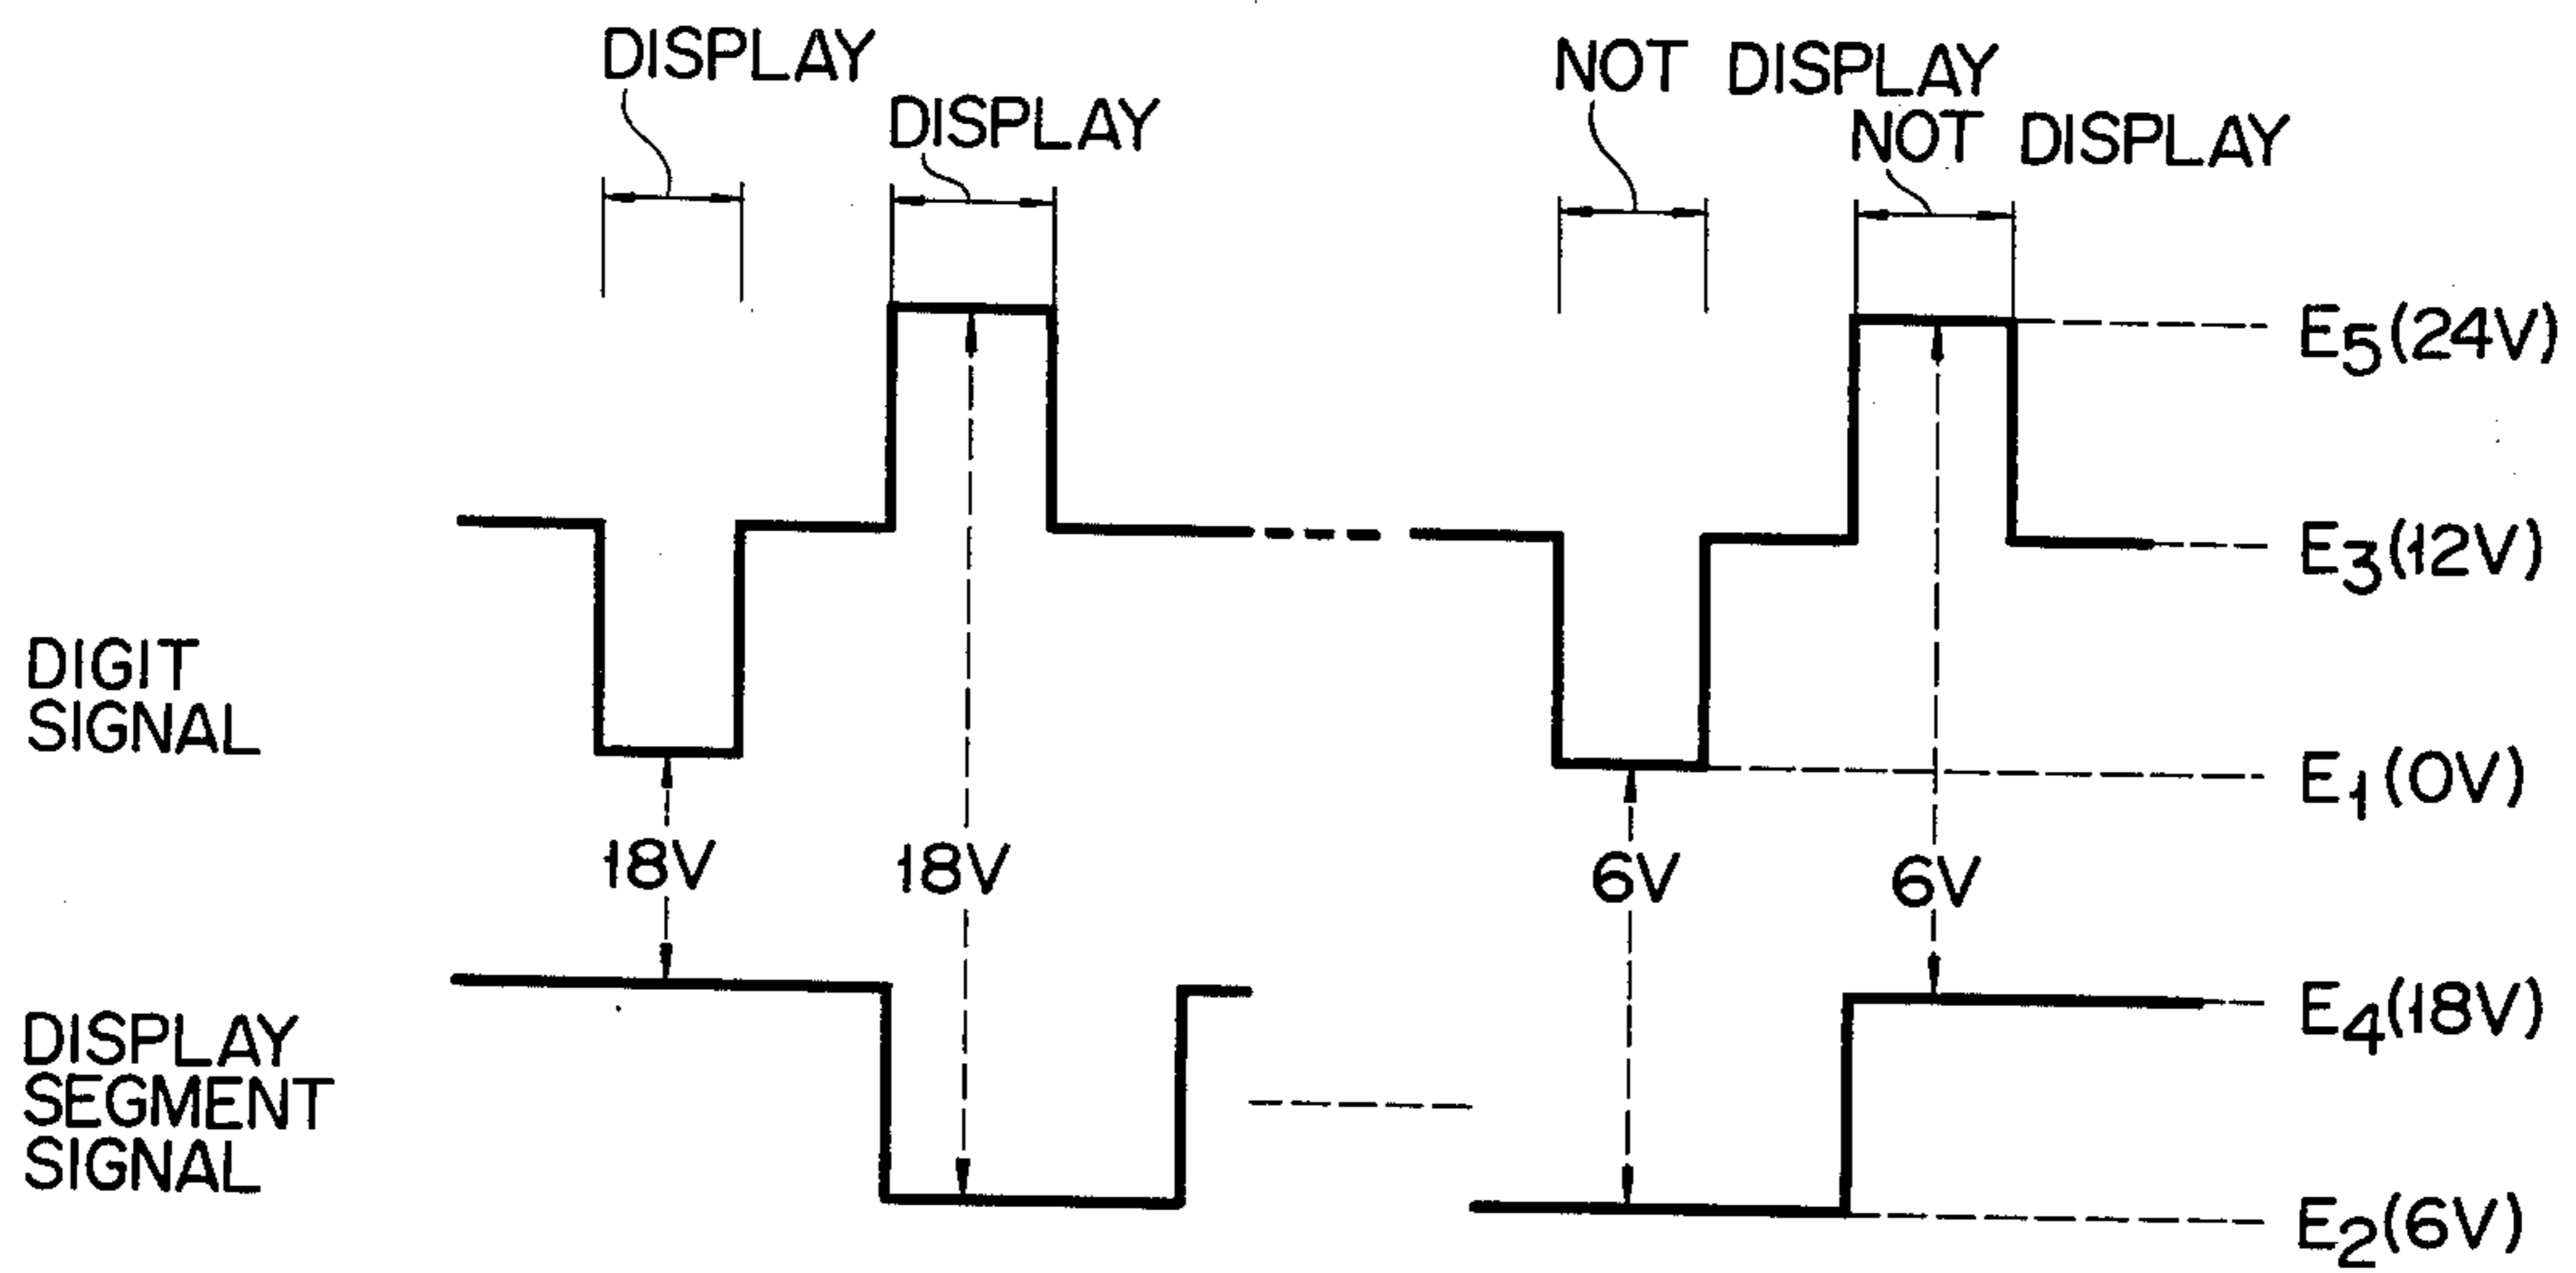 DISPLAY
DISPLAY
NOT DISPLAY
NOT DISPLAY
E5(24V)
E3(12V)
DIGIT
SIGNAL
E1(0V)
18V
18V
6V
6V
E4(18V)
DISPLAY
SEGMENT
SIGNAL
E2(6V)